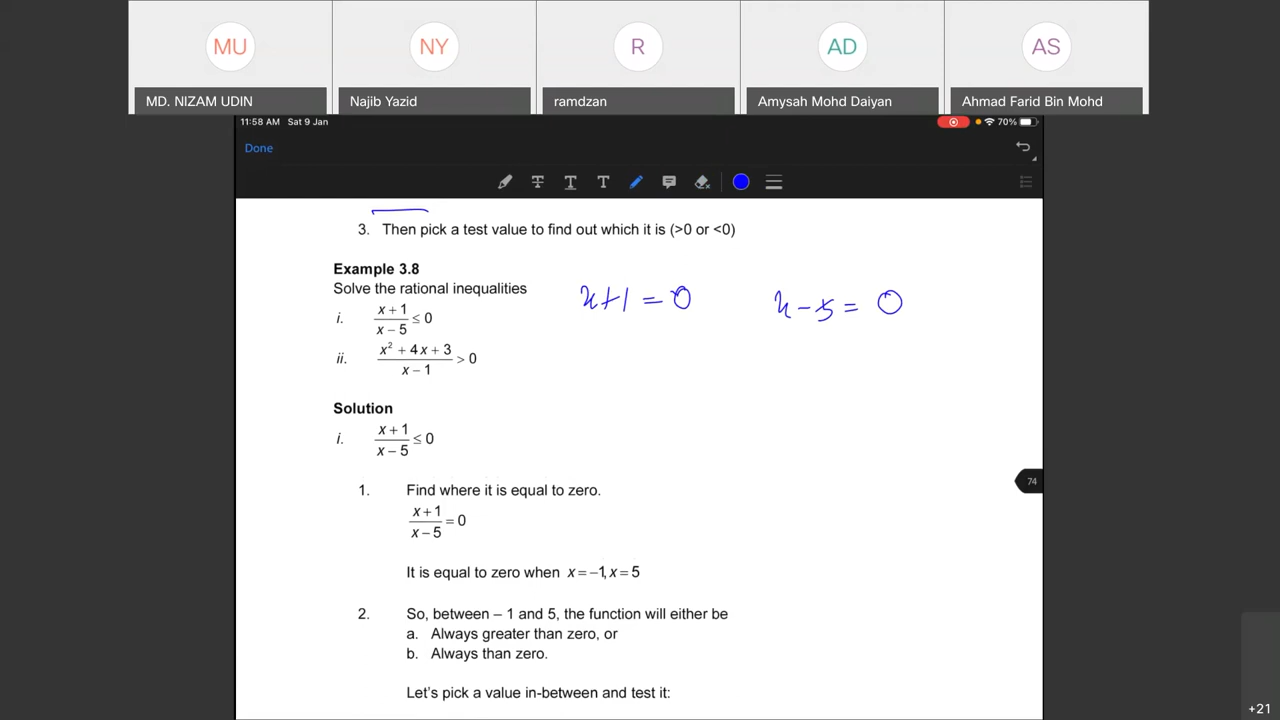 MU NY R AD AS
MD. NIZAM UDIN Najib Yazid ramdzan Amysah Mohd Daiyan Ahmad Farid Bin Mohd
11:58 AM Sat 9 Jan 70%
Done
T T T
3. Then pick a test value to find out which it is (>0 or <0)
Example 3.8
Solve the rational inequalities
x+1 = 0 x-5 = 0
i. x+1
x-5 ≤ 0
ii. x² + 4x + 3
x-1 > 0
Solution
i. x+1
x-5 ≤ 0
74
1. Find where it is equal to zero.
x+1
x-5 = 0
It is equal to zero when x = -1, x = 5
2. So, between – 1 and 5, the function will either be
a. Always greater than zero, or
b. Always than zero.
Let's pick a value in-between and test it:
+21